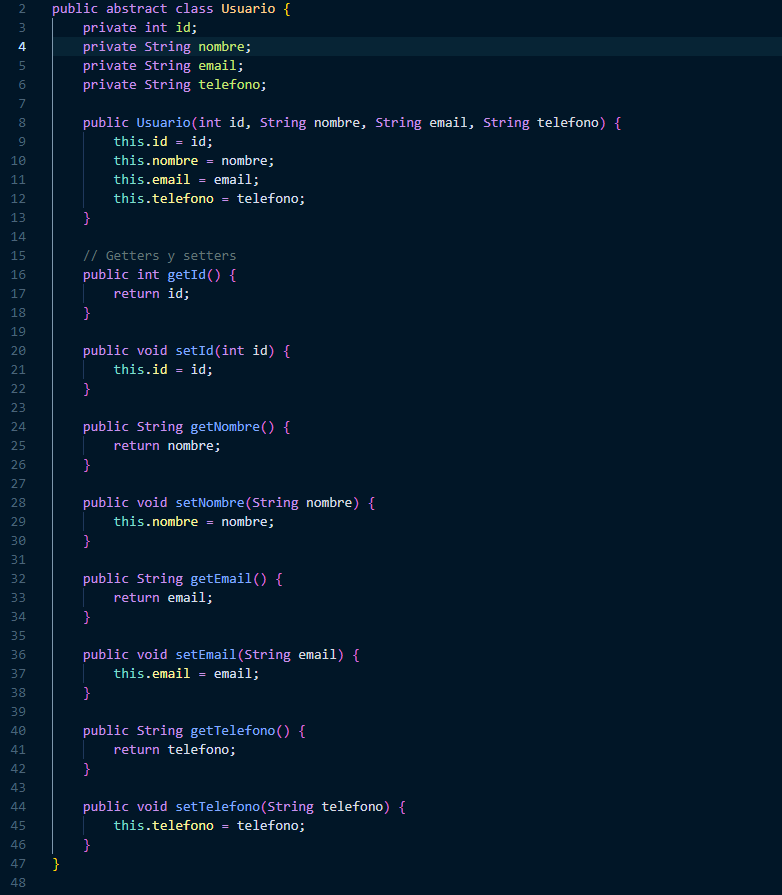 2 public abstract class Usuario {
3     private int id;
4     private String nombre;
5     private String email;
6     private String telefono;
7
8     public Usuario(int id, String nombre, String email, String telefono) {
9         this.id = id;
10         this.nombre = nombre;
11         this.email = email;
12         this.telefono = telefono;
13     }
14
15     // Getters y setters
16     public int getId() {
17         return id;
18     }
19
20     public void setId(int id) {
21         this.id = id;
22     }
23
24     public String getNombre() {
25         return nombre;
26     }
27
28     public void setNombre(String nombre) {
29         this.nombre = nombre;
30     }
31
32     public String getEmail() {
33         return email;
34     }
35
36     public void setEmail(String email) {
37         this.email = email;
38     }
39
40     public String getTelefono() {
41         return telefono;
42     }
43
44     public void setTelefono(String telefono) {
45         this.telefono = telefono;
46     }
47 }
48